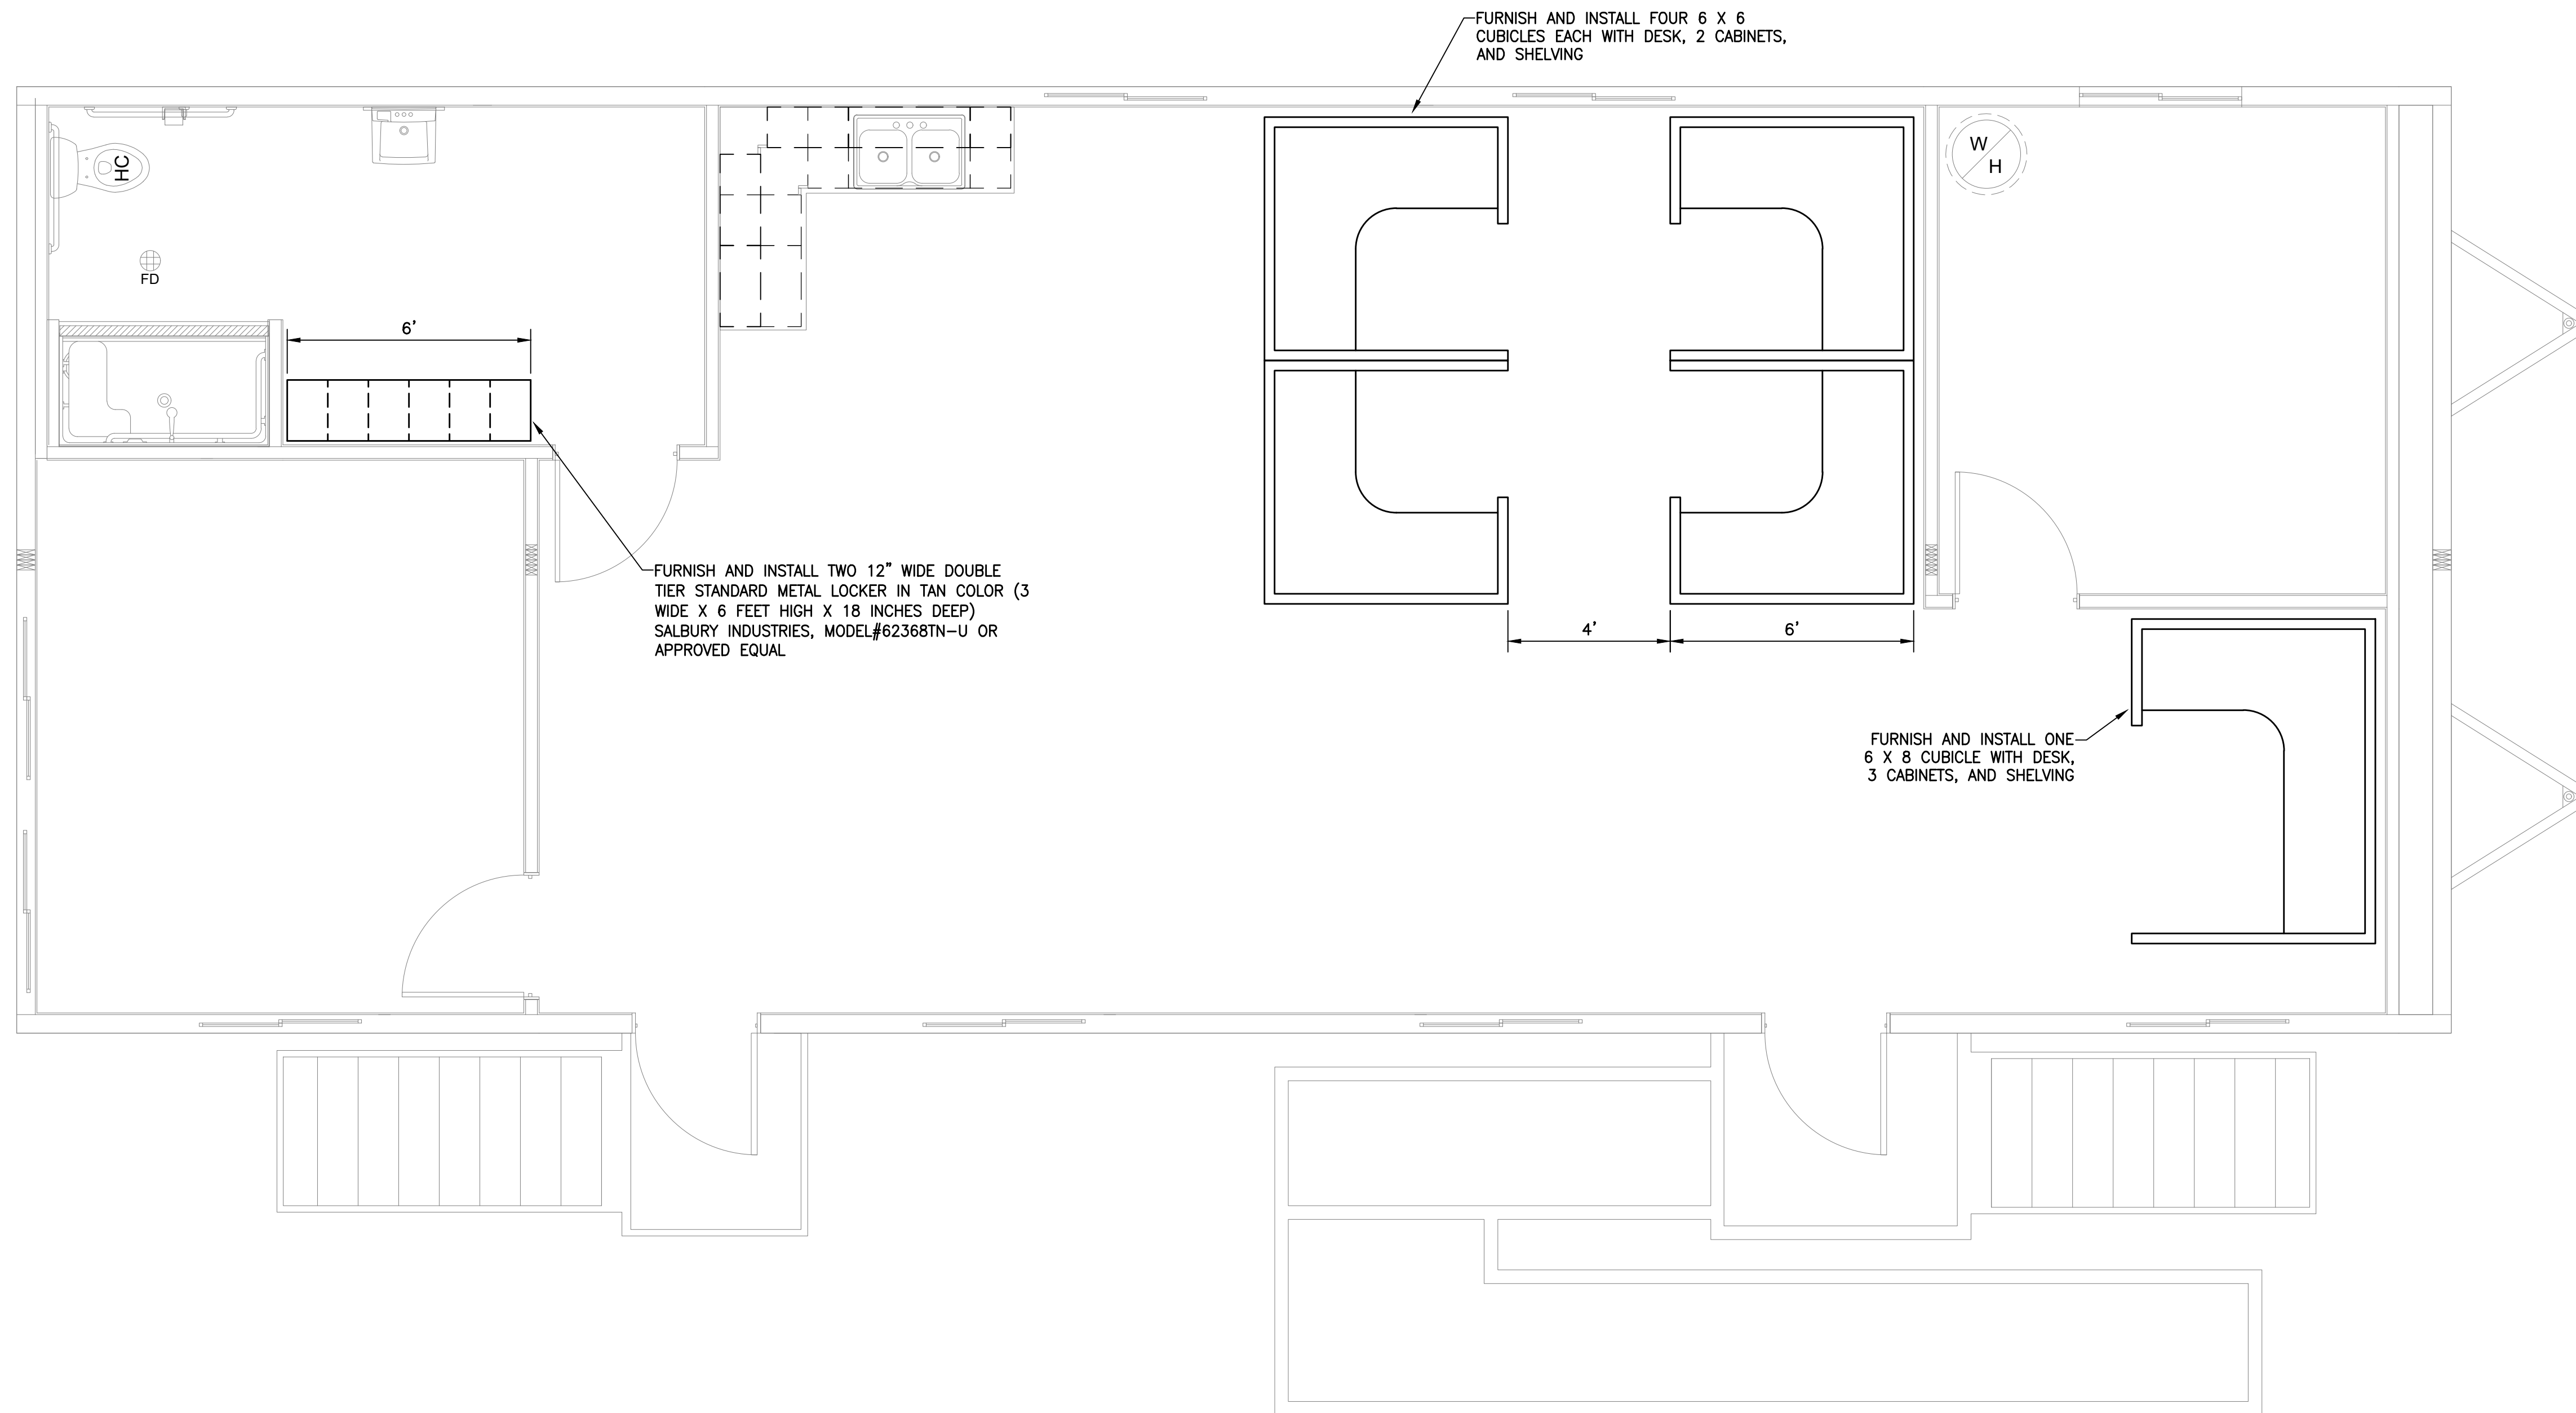 FURNISH AND INSTALL FOUR 6 X 6
CUBICLES EACH WITH DESK, 2 CABINETS,
AND SHELVING
HC
W
H
FD
6'
FURNISH AND INSTALL TWO 12" WIDE DOUBLE
TIER STANDARD METAL LOCKER IN TAN COLOR (3
WIDE X 6 FEET HIGH X 18 INCHES DEEP)
SALBURY INDUSTRIES, MODEL#62368TN-U OR
APPROVED EQUAL
4'
6'
FURNISH AND INSTALL ONE
6 X 8 CUBICLE WITH DESK,
3 CABINETS, AND SHELVING